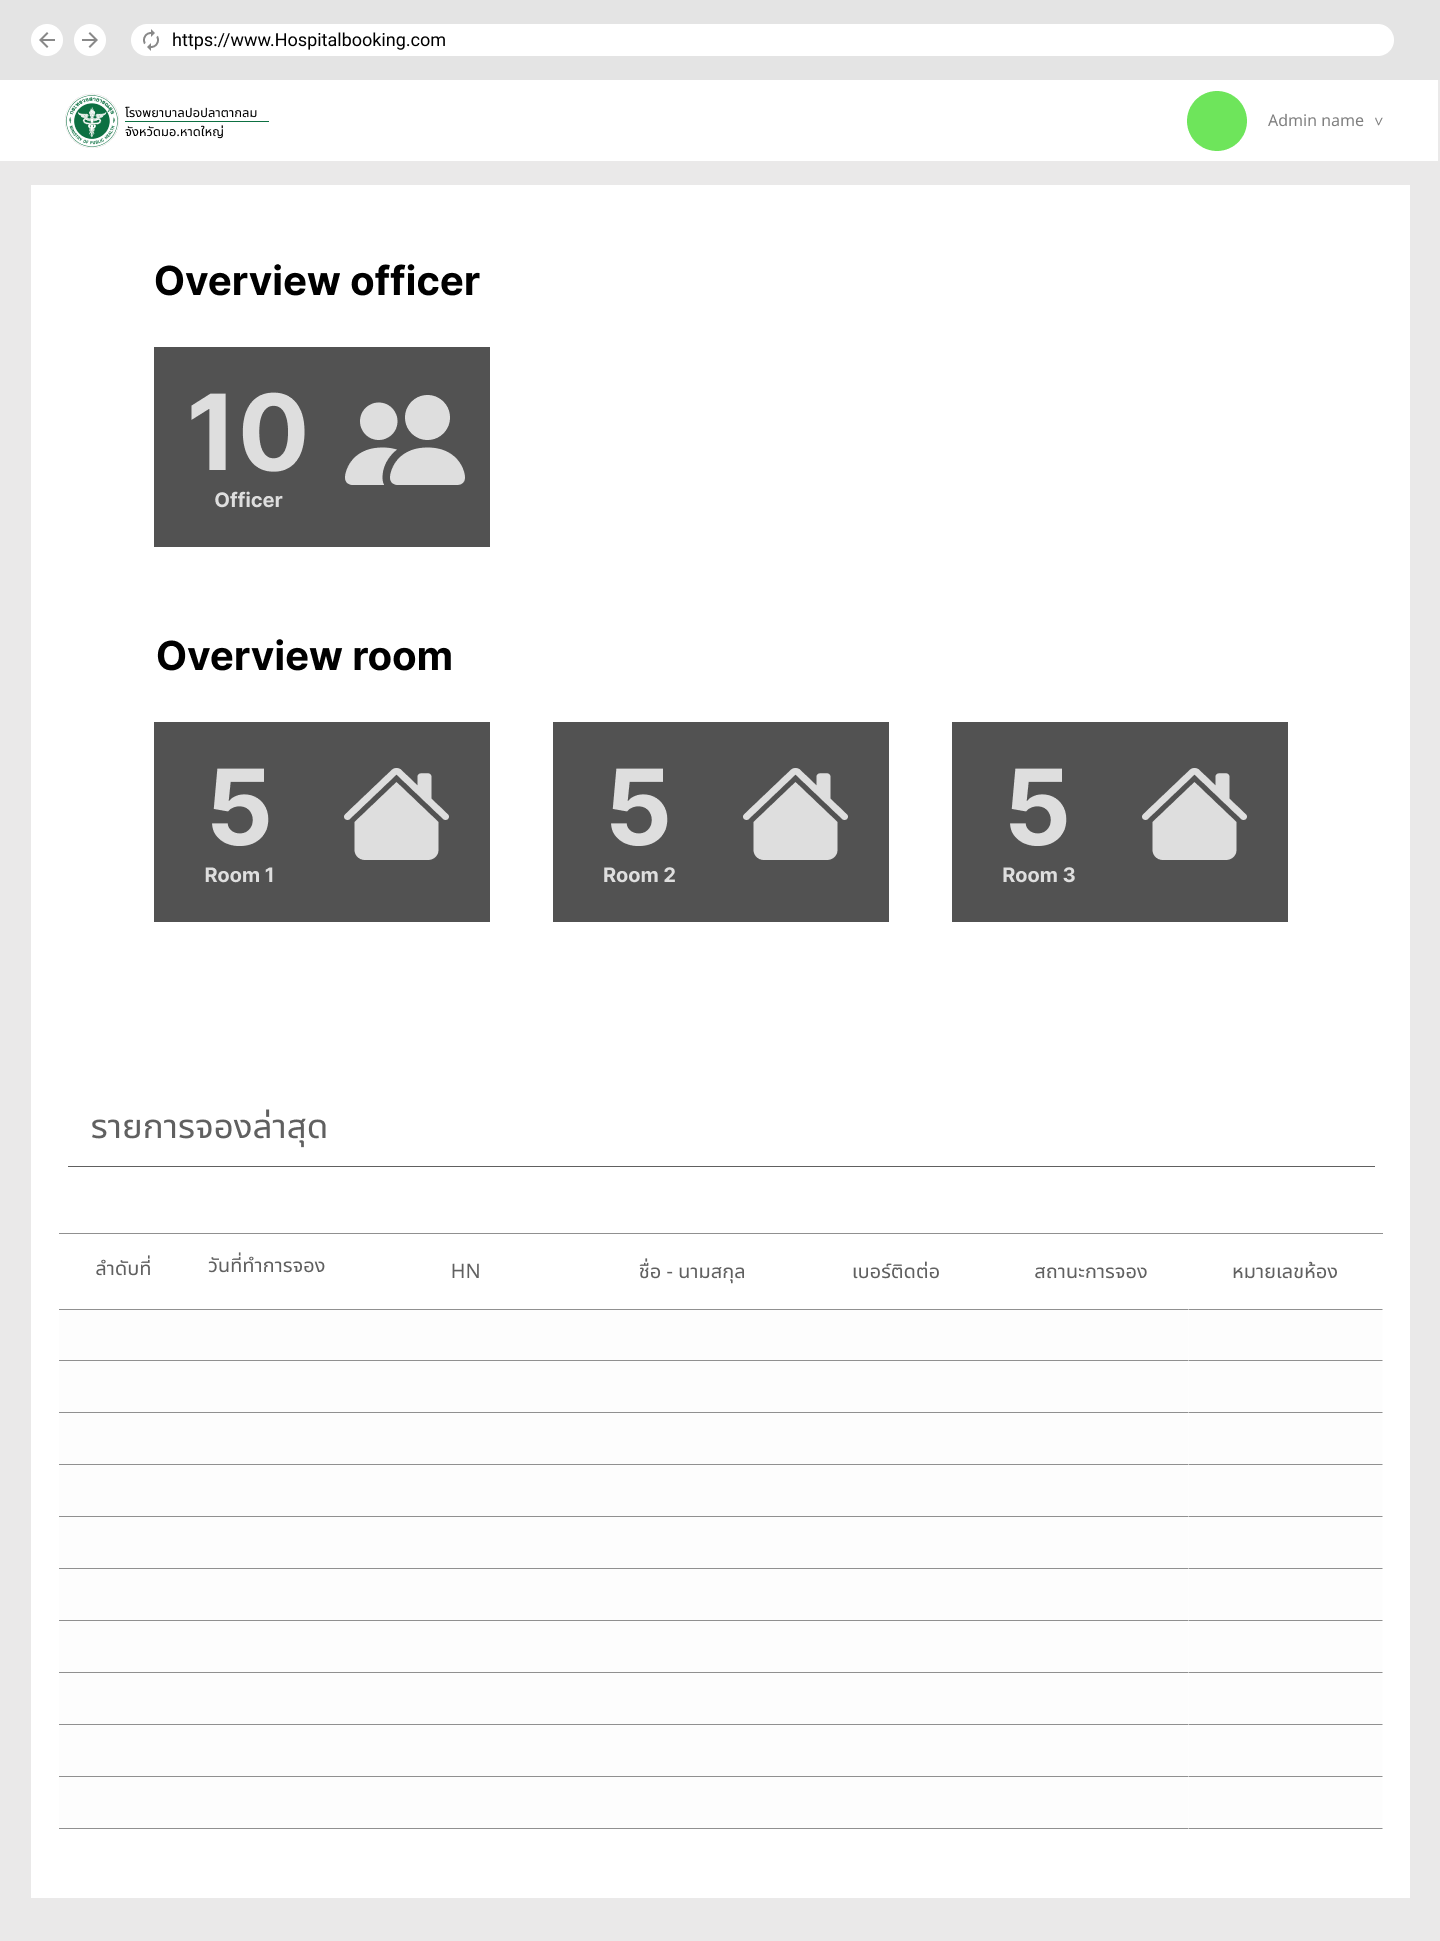 https://www.Hospitalbooking.com
โรงพยาบาลปอปลาตากลม
จังหวัดมอ.หาดใหญ่
Admin name v
Overview officer
10
Officer
Overview room
5
Room 1
5
Room 2
5
Room 3
รายการจองล่าสุด
ลำดับที่ วันที่ทำการจอง HN ชื่อ - นามสกุล เบอร์ติดต่อ สถานะการจอง หมายเลขห้อง